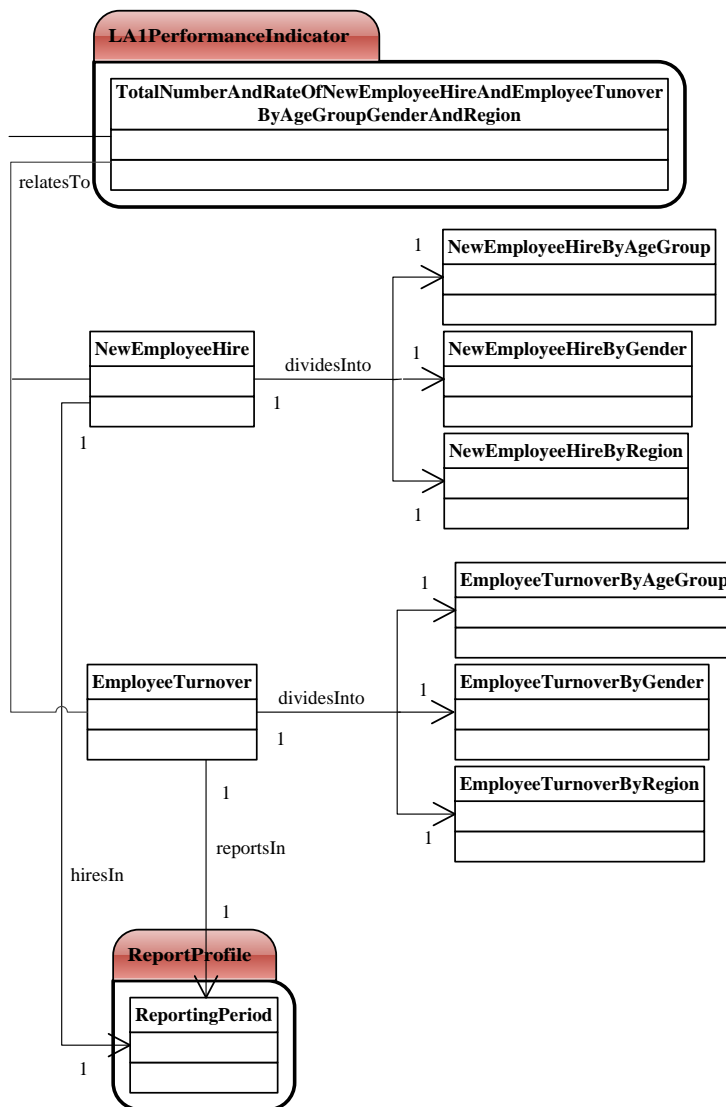 LA1PerformanceIndicator
TotalNumberAndRateOfNewEmployeeHireAndEmployeeTunover
ByAgeGroupGenderAndRegion
relatesTo
1
NewEmployeeHireByAgeGroup
NewEmployeeHire
dividesInto
1
1
NewEmployeeHireByGender
1
NewEmployeeHireByRegion
1
1
EmployeeTurnoverByAgeGroup
EmployeeTurnover
dividesInto
1
1
EmployeeTurnoverByGender
1
EmployeeTurnoverByRegion
1
reportsIn
hiresIn
1
ReportProfile
ReportingPeriod
1